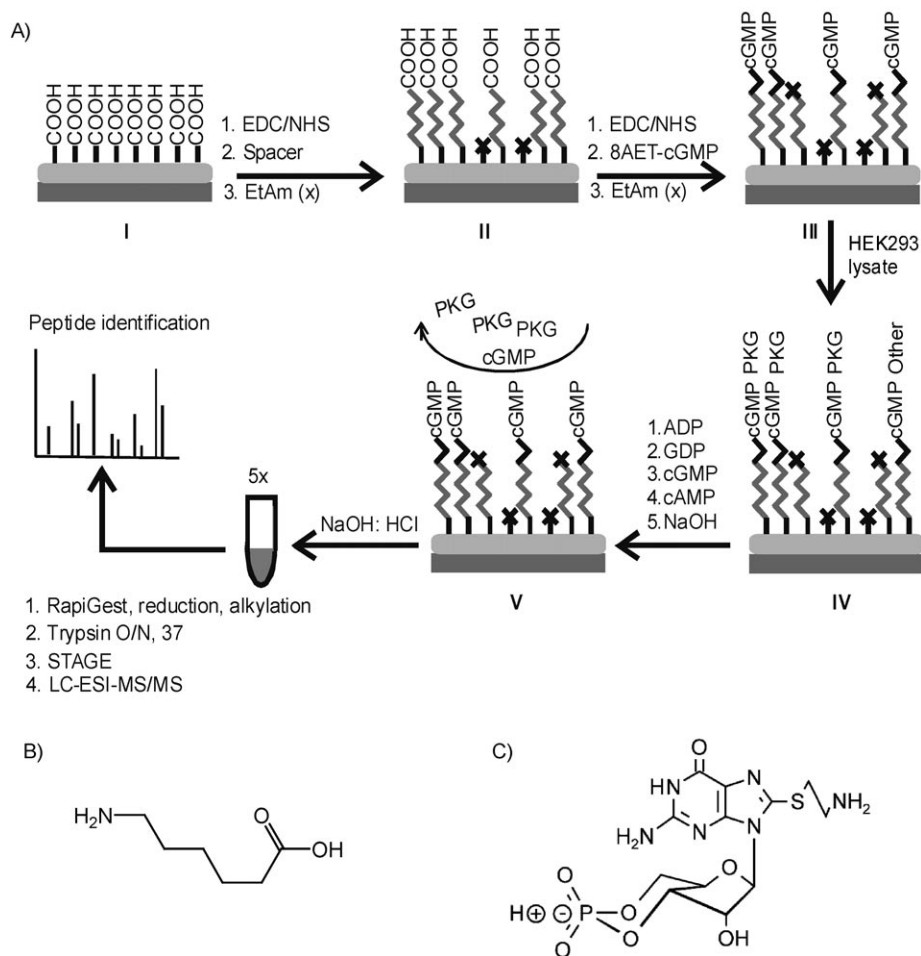 A)
COOH COOH COOH COOH COOH COOH COOH COOH
1. EDC/NHS
2. Spacer
3. EtAm (x)
I
COOH COOH COOH COOH COOH COOH
1. EDC/NHS
2. 8AET-cGMP
3. EtAm (x)
II
cGMP cGMP cGMP cGMP
III
HEK293
lysate
Peptide identification
PKG
PKG PKG
cGMP
cGMP cGMP cGMP cGMP
V
1. ADP
2. GDP
3. cGMP
4. cAMP
5. NaOH
cGMP PKG
cGMP PKG
cGMP PKG
cGMP Other
IV
5x
NaOH: HCl
1. RapiGest, reduction, alkylation
2. Trypsin O/N, 37
3. STAGE
4. LC-ESI-MS/MS
B)
H₂N
O
OH
C)
O
HN
N
H₂N
N
N
S
NH₂
O
O
P
O
O
O
OH
H⊕ ⊖